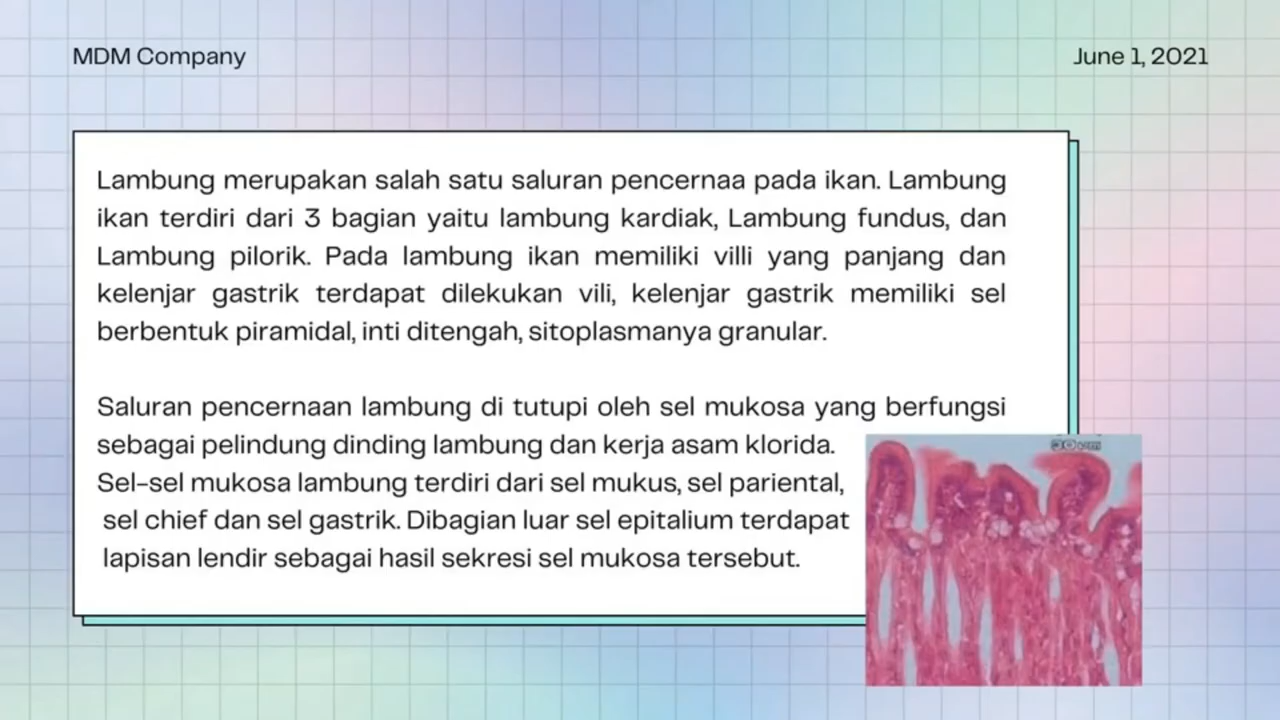 MDM Company
June 1, 2021
Lambung merupakan salah satu saluran pencernaa pada ikan. Lambung
ikan terdiri dari 3 bagian yaitu lambung kardiak, Lambung fundus, dan
Lambung pilorik. Pada lambung ikan memiliki villi yang panjang dan
kelenjar gastrik terdapat dilekukan vili, kelenjar gastrik memiliki sel
berbentuk piramidal, inti ditengah, sitoplasmanya granular.
Saluran pencernaan lambung di tutupi oleh sel mukosa yang berfungsi
sebagai pelindung dinding lambung dan kerja asam klorida.
Sel-sel mukosa lambung terdiri dari sel mukus, sel pariental,
sel chief dan sel gastrik. Dibagian luar sel epitalium terdapat
lapisan lendir sebagai hasil sekresi sel mukosa tersebut.